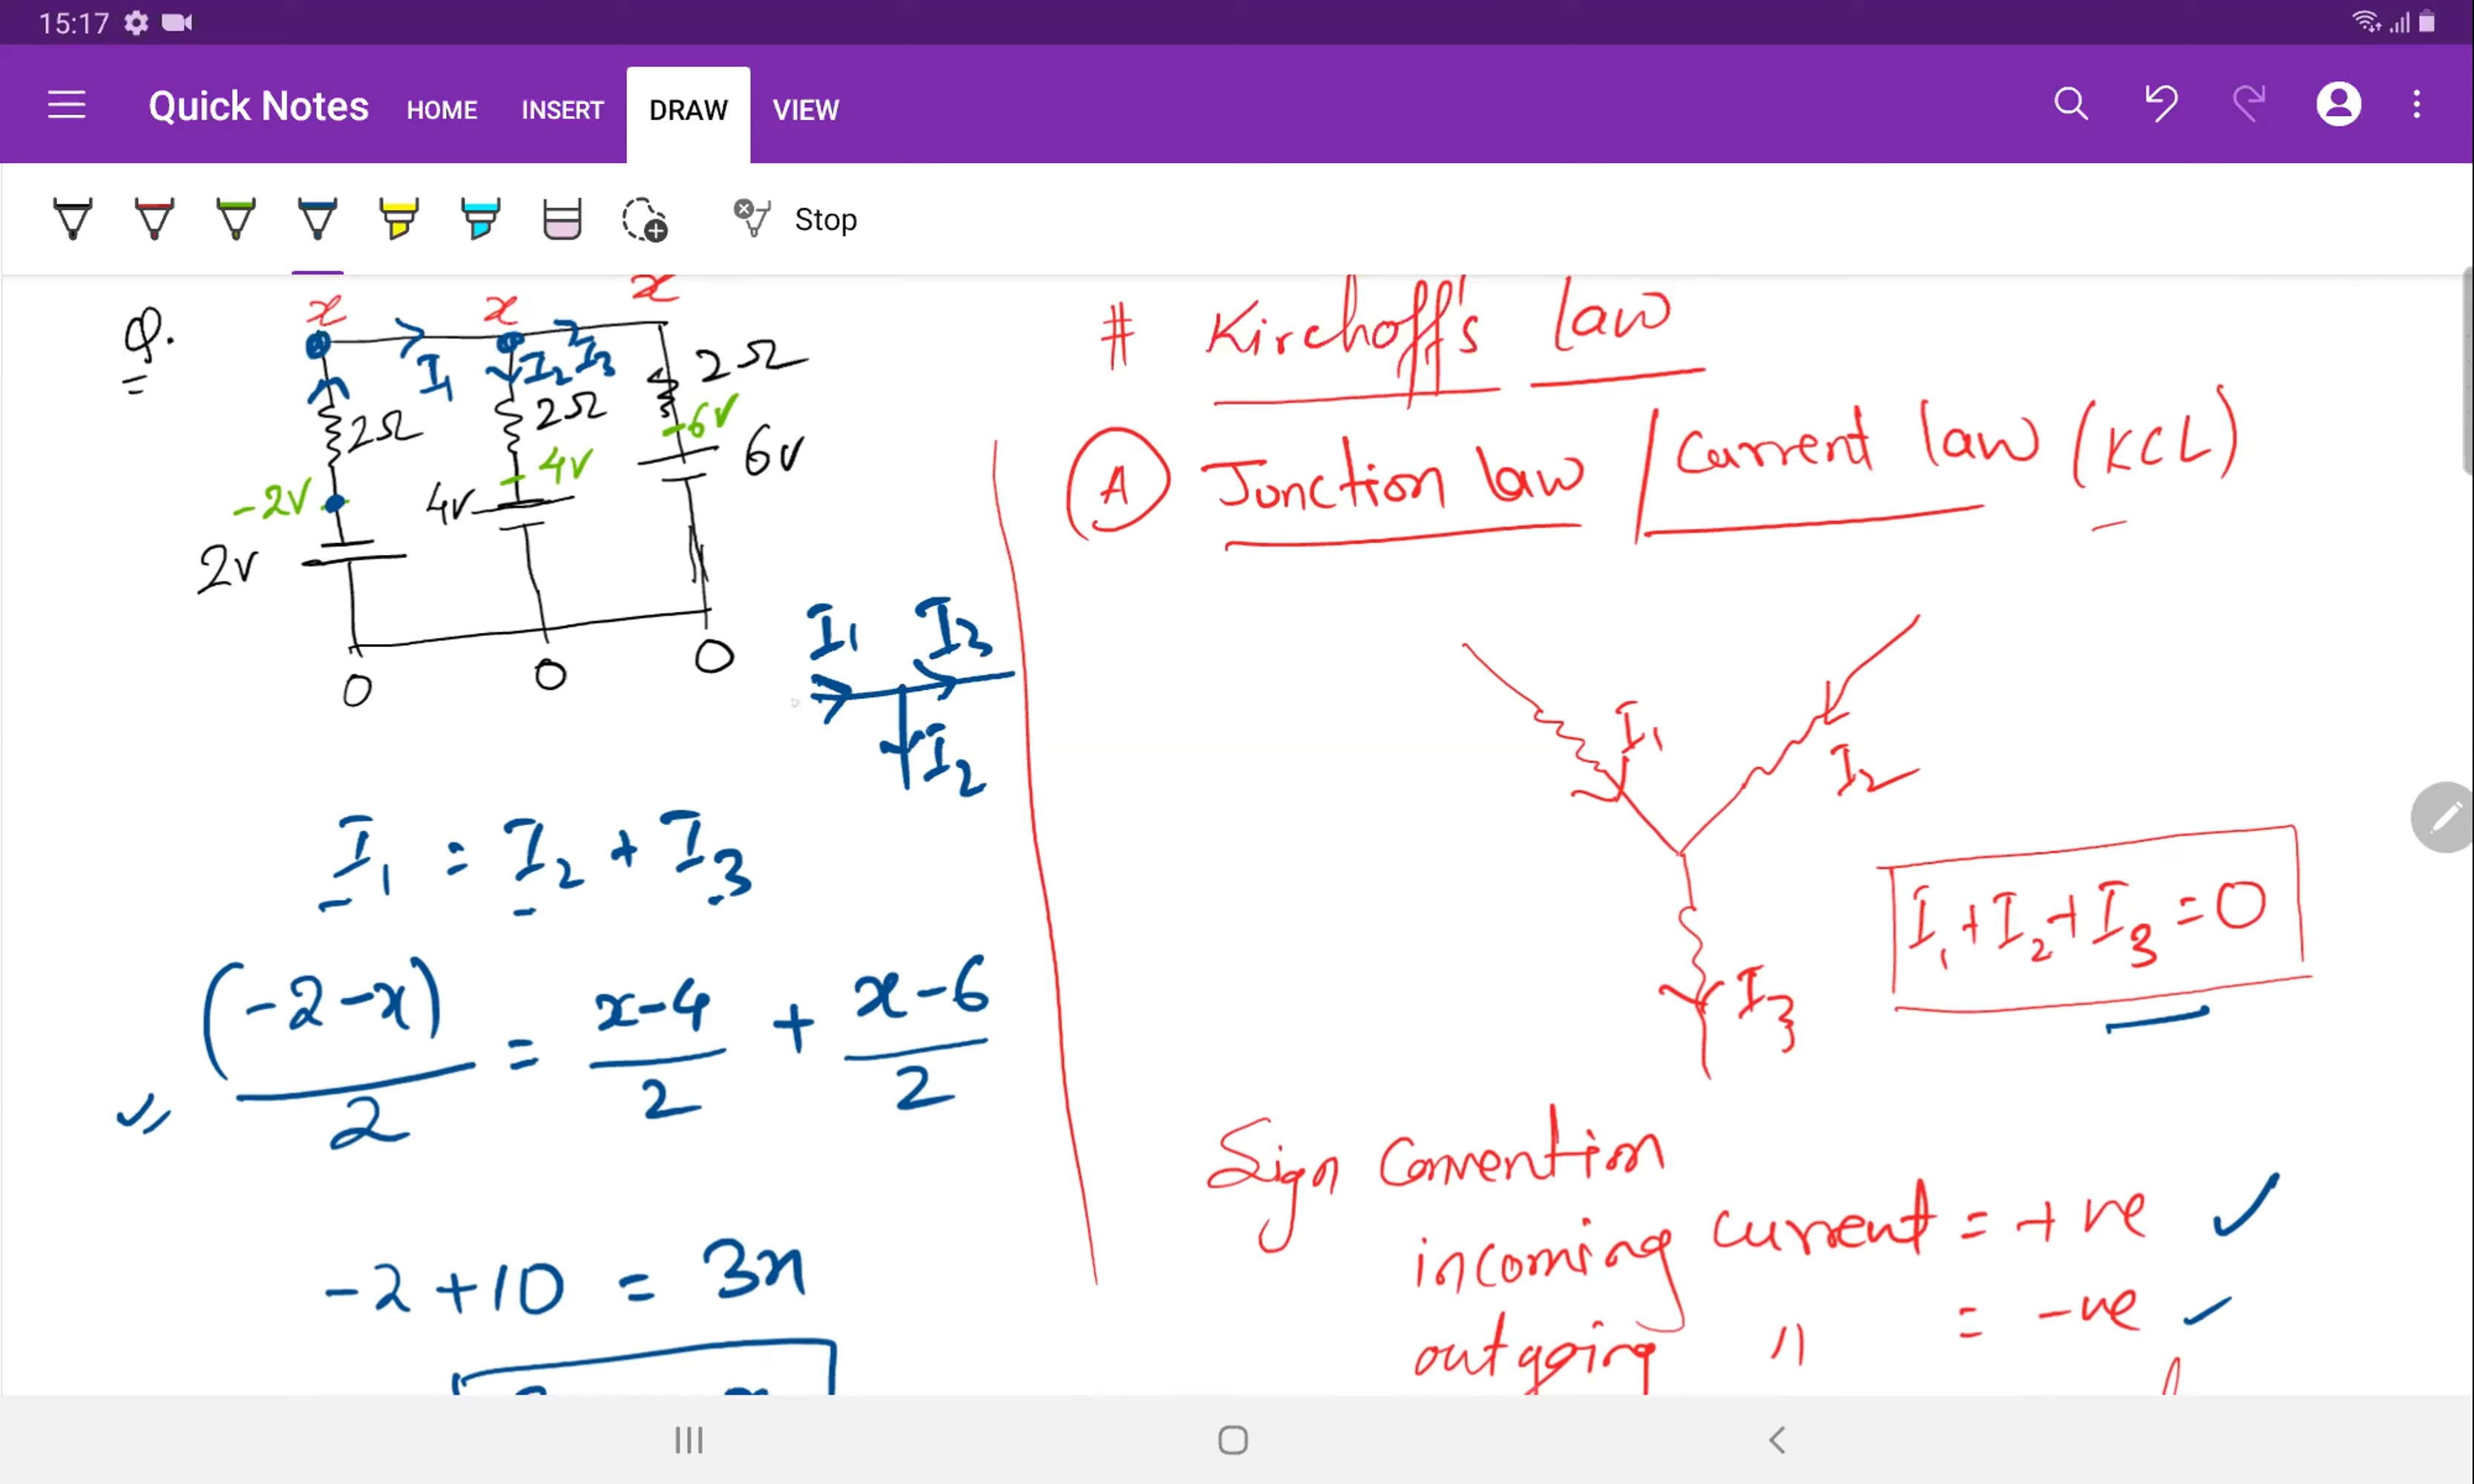 15:17
Quick Notes HOME INSERT DRAW VIEW
Stop
Q.
x x x
I1 I2 I3
2Ω 2Ω 2Ω
-2V 4V -6V
2V 4V 6V
0 0 0
I1 I3
I2
I1 = I2 + I3
(-2-x)/2 = x-4/2 + x-6/2
-2 +10 = 3x
# Kirchoff's law
A Junction law / Current law (KCL)
I1
I2
I3
I1+I2+I3=0
Sign Convention
incoming current = +ve
outgoing " = -ve